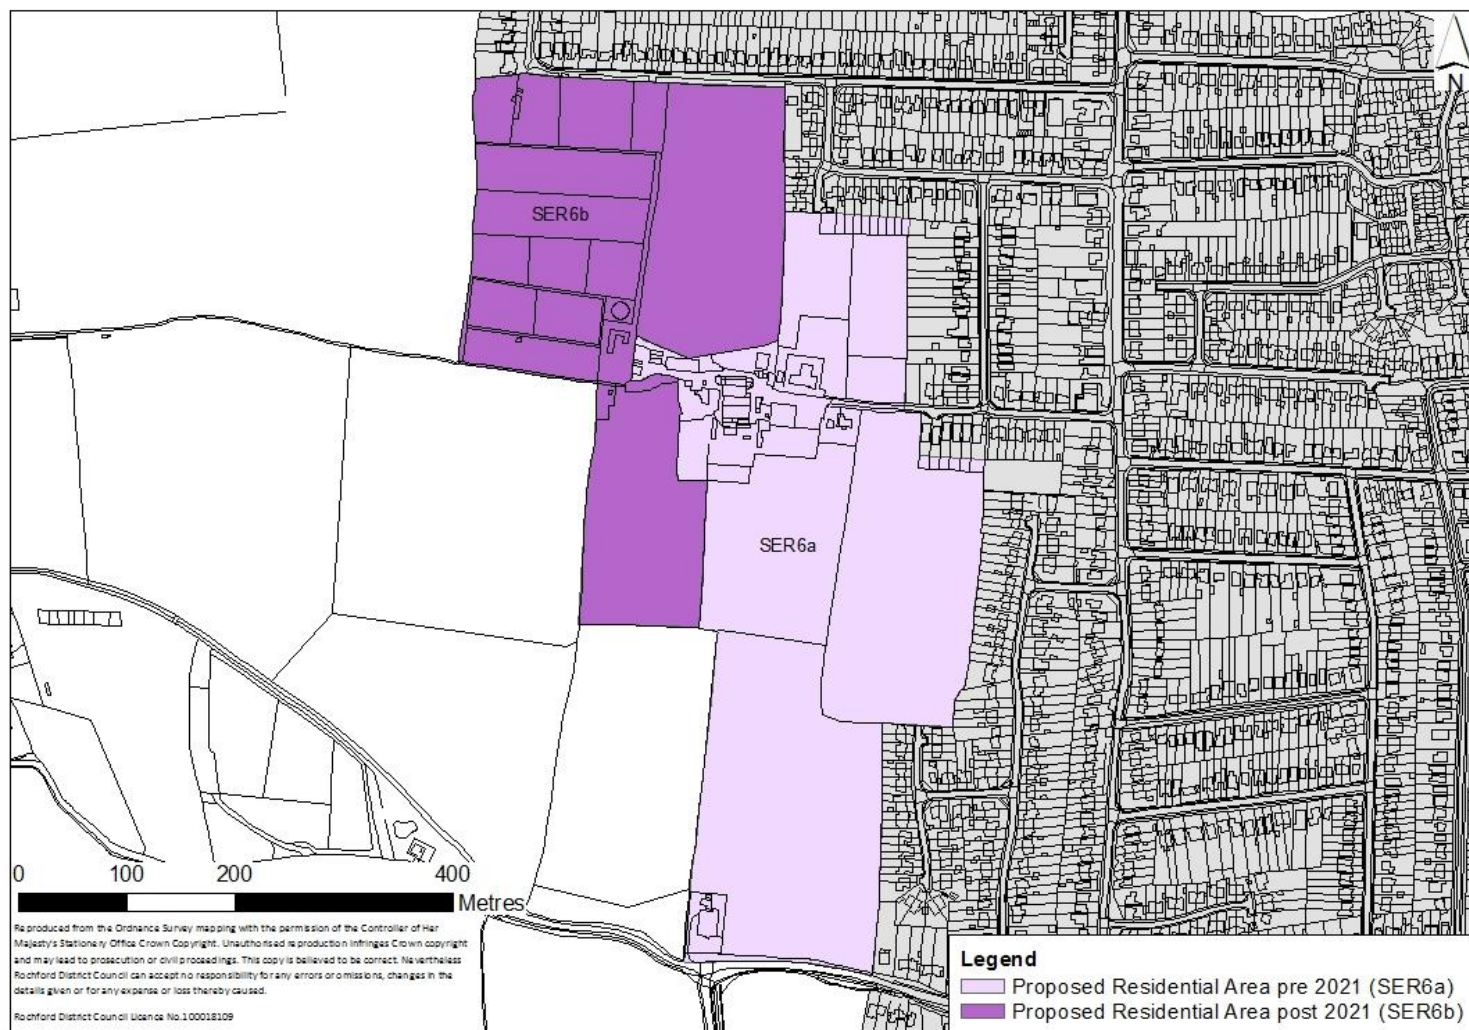 N
SER6b
SER6a
0 100 200 400
Metres
Reproduced from the Ordnance Survey mapping with the permission of the Controller of Her
Majesty's Stationery Office Crown Copyright. Unauthorised reproduction infringes Crown copyright
and may lead to prosecution or civil proceedings. This copy is believed to be correct. Nevertheless
Rochford District Council can accept no responsibility for any errors or omissions, changes in the
details given or for any expense or loss thereby caused.
Rochford District Council Licence No.100018109
Legend
Proposed Residential Area pre 2021 (SER6a)
Proposed Residential Area post 2021 (SER6b)